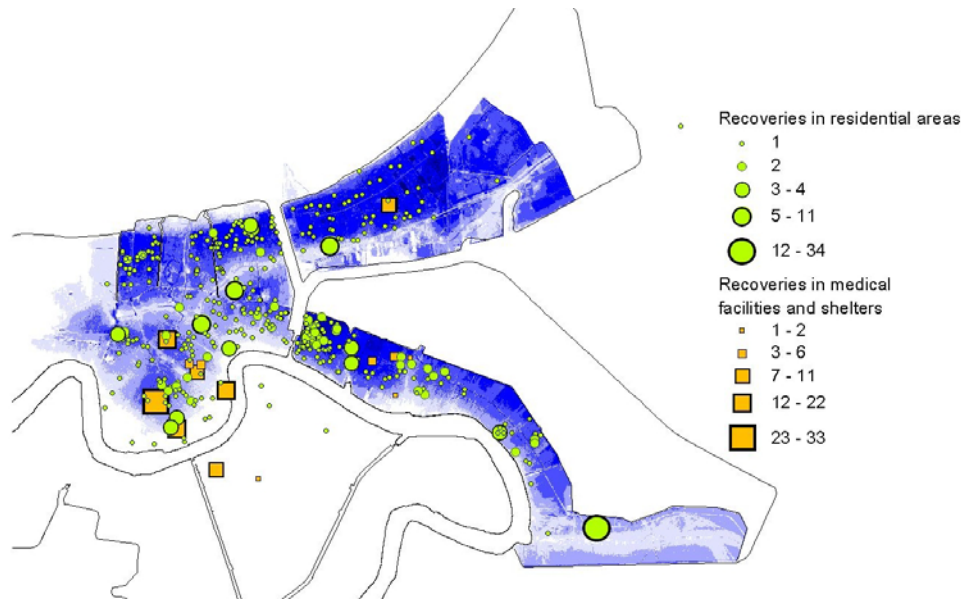 Recoveries in residential areas
1
2
3 - 4
5 - 11
12 - 34
Recoveries in medical
facilities and shelters
1 - 2
3 - 6
7 - 11
12 - 22
23 - 33